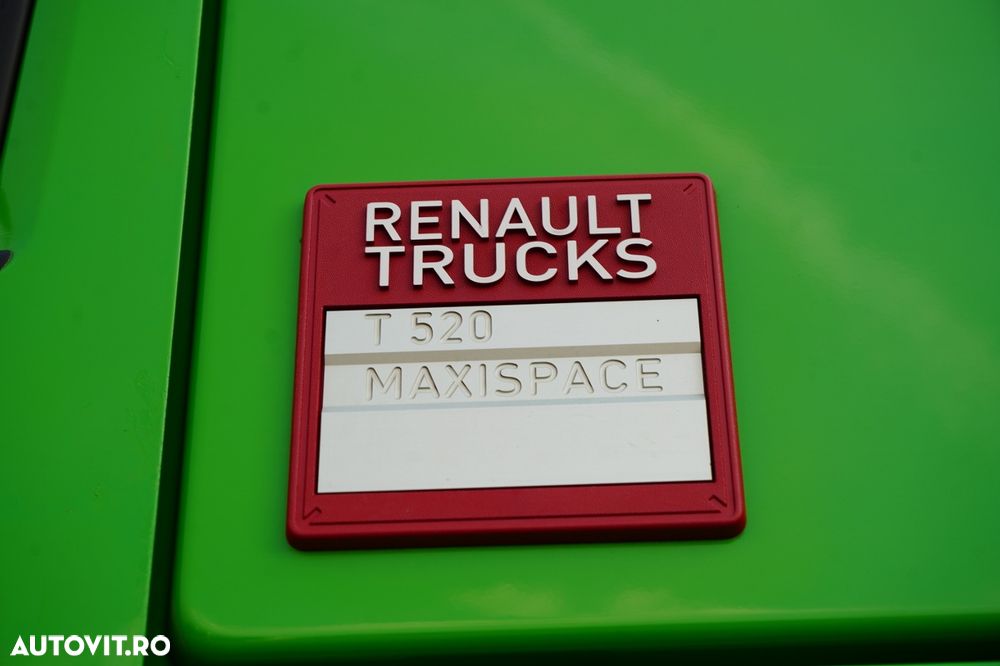 RENAULT
TRUCKS
T 520
MAXISPACE
AUTOVIT.RO